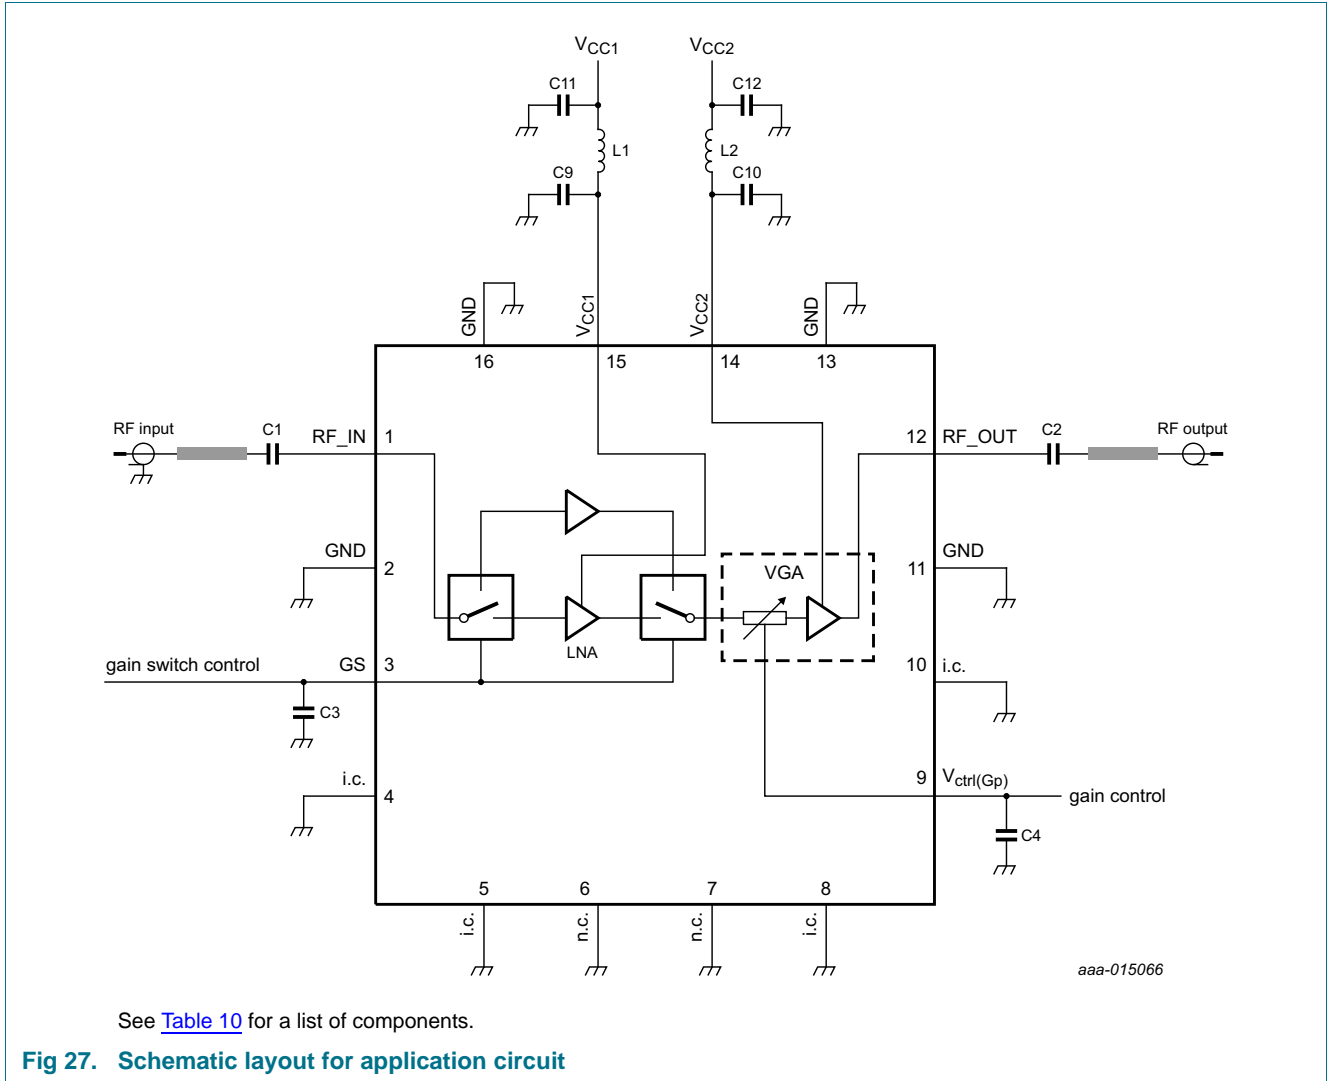 VCC1
VCC2
C11
C12
L1
L2
C9
C10
GND
VCC1
VCC2
GND
16
15
14
13
RF input
C1
RF_IN
1
12
RF_OUT
C2
RF output
GND
2
VGA
11
GND
LNA
gain switch control
GS
3
10
i.c.
C3
i.c.
4
9
Vctrl(Gp)
gain control
C4
5
6
7
8
i.c.
n.c.
n.c.
i.c.
aaa-015066
See Table 10 for a list of components.
Fig 27. Schematic layout for application circuit